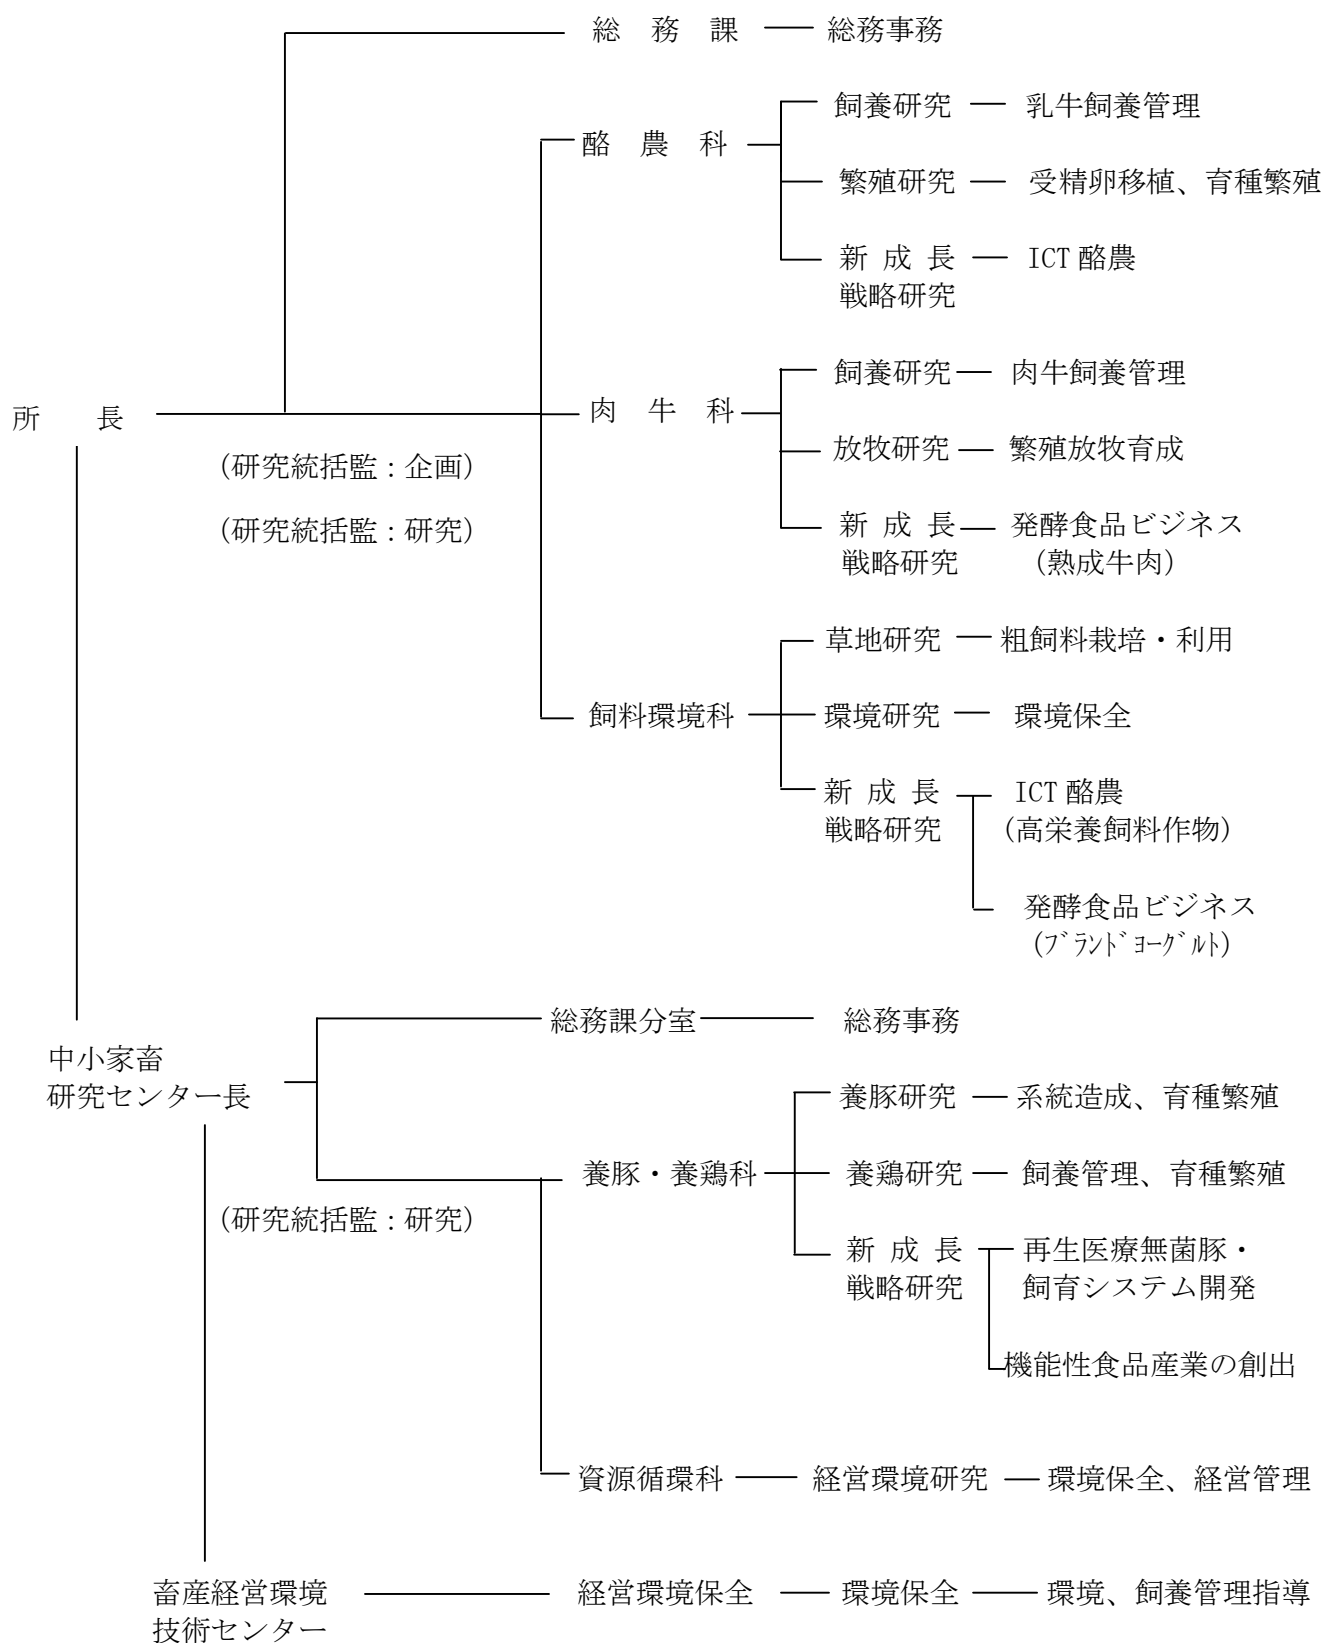 総 務 課 総務事務
飼養研究 乳牛飼養管理
酪 農 科
繁殖研究 受精卵移植、育種繁殖
新 成 長 ICT 酪農
戦略研究
飼養研究 肉牛飼養管理
所 長 肉 牛 科
放牧研究 繁殖放牧育成
(研究統括監:企画)
(研究統括監:研究)
新 成 長 発酵食品ビジネス
戦略研究 (熟成牛肉)
草地研究 粗飼料栽培・利用
飼料環境科 環境研究 環境保全
新 成 長 ICT 酪農
戦略研究 (高栄養飼料作物)
発酵食品ビジネス
(ブランドヨーグルト)
総務課分室 総務事務
中小家畜
研究センター長
養豚研究 系統造成、育種繁殖
養豚・養鶏科 養鶏研究 飼養管理、育種繁殖
(研究統括監:研究)
新 成 長 再生医療無菌豚・
戦略研究 飼育システム開発
機能性食品産業の創出
資源循環科 経営環境研究 環境保全、経営管理
畜産経営環境 経営環境保全 環境保全 環境、飼養管理指導
技術センター